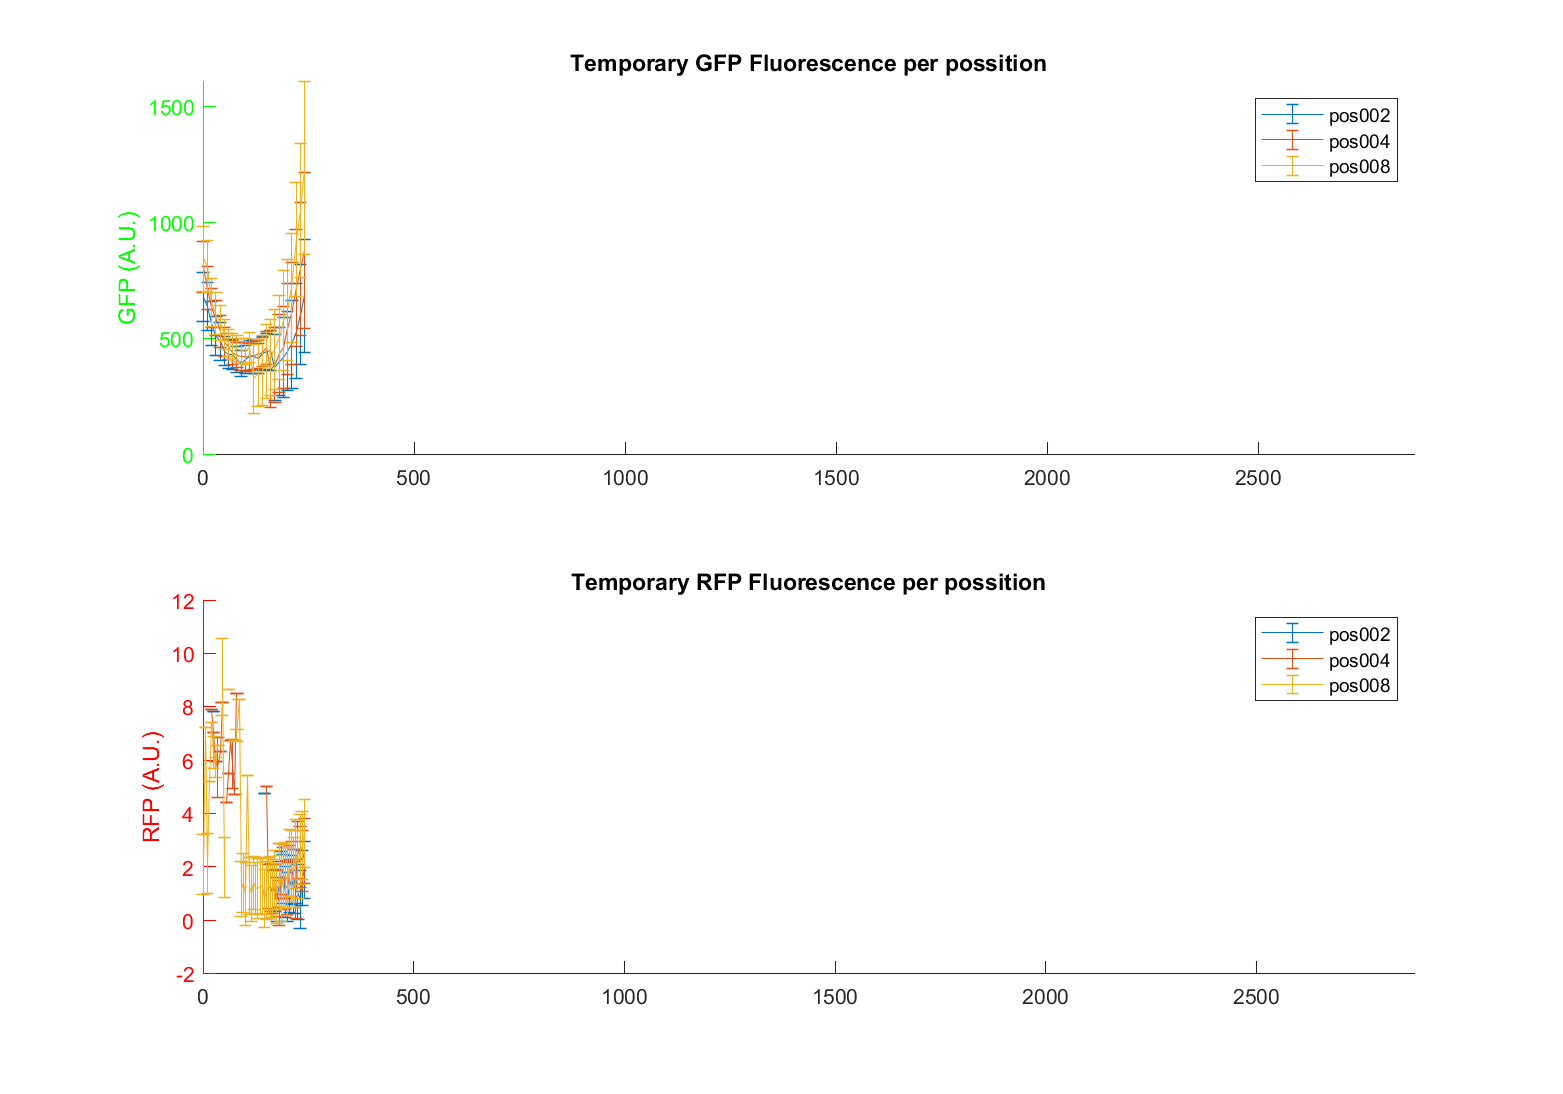 Temporary GFP Fluorescence per possition
1500
1000
500
0
GFP (A.U.)
pos002
pos004
pos008
0 500 1000 1500 2000 2500
Temporary RFP Fluorescence per possition
12
10
8
6
4
2
0
-2
RFP (A.U.)
pos002
pos004
pos008
0 500 1000 1500 2000 2500